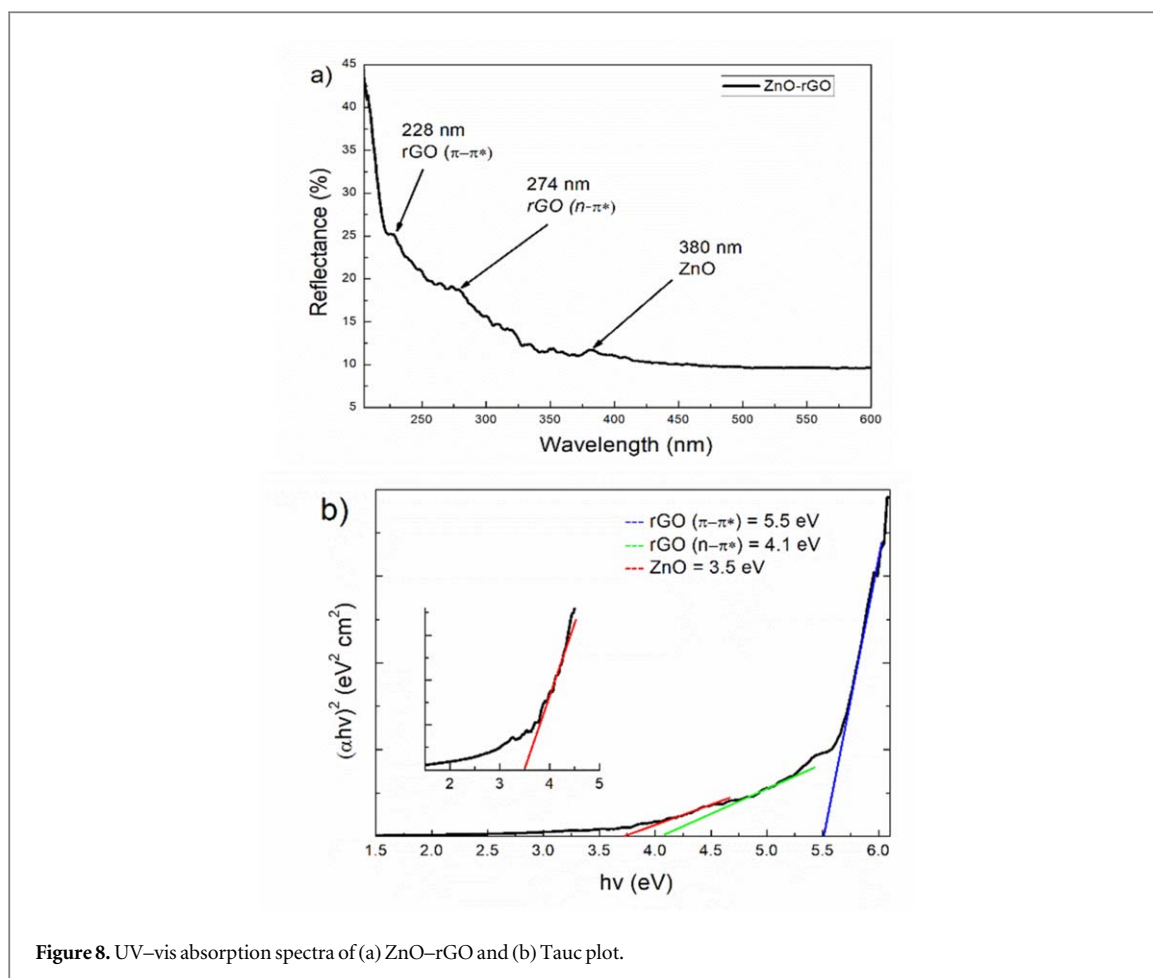 a)
ZnO-rGO
228 nm
rGO (π–π*)
274 nm
rGO (n-π*)
380 nm
ZnO
Reflectance (%)
45
40
35
30
25
20
15
10
5
250 300 350 400 450 500 550 600
Wavelength (nm)
b)
rGO (π–π*) = 5.5 eV
rGO (n–π*) = 4.1 eV
ZnO = 3.5 eV
(αhν)² (eV² cm²)
2 3 4 5
1.5 2.0 2.5 3.0 3.5 4.0 4.5 5.0 5.5 6.0
hν (eV)
Figure 8. UV–vis absorption spectra of (a) ZnO–rGO and (b) Tauc plot.